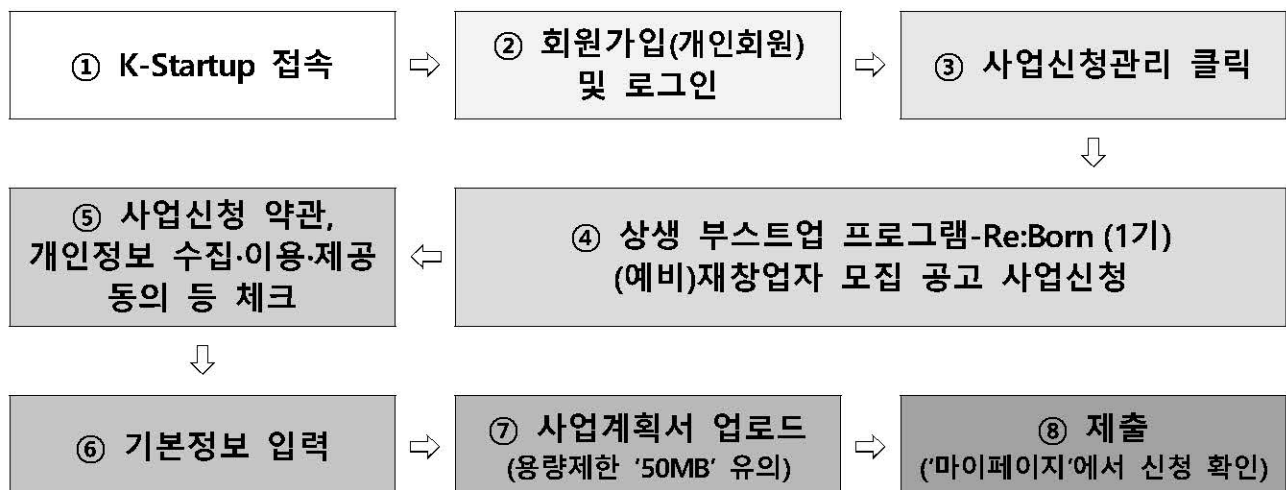 ① K-Startup 접속
② 회원가입(개인회원)
및 로그인
③ 사업신청관리 클릭
④ 상생 부스트업 프로그램-Re:Born (1기)
(예비)재창업자 모집 공고 사업신청
⑤ 사업신청 약관,
개인정보 수집·이용·제공
동의 등 체크
⑥ 기본정보 입력
⑦ 사업계획서 업로드
(용량제한 '50MB' 유의)
⑧ 제출
('마이페이지'에서 신청 확인)